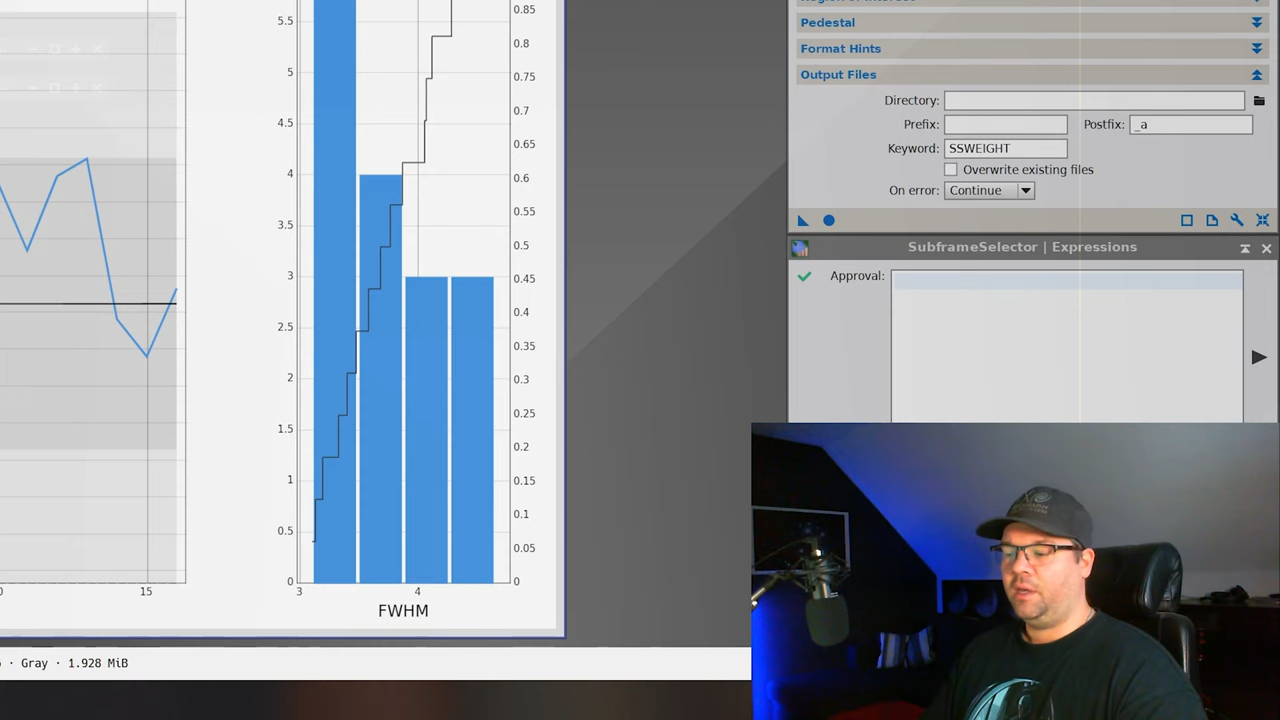 Pedestal
Format Hints
Output Files
Directory:
Prefix:
Postfix: _a
Keyword: SSWEIGHT
Overwrite existing files
On error: Continue
SubframeSelector | Expressions
Approval:
5.5
5
4.5
4
3.5
3
2.5
2
1.5
1
0.5
0
0.85
0.8
0.75
0.7
0.65
0.6
0.55
0.5
0.45
0.4
0.35
0.3
0.25
0.2
0.15
0.1
0.05
0
15
3
4
FWHM
· Gray · 1.928 MiB